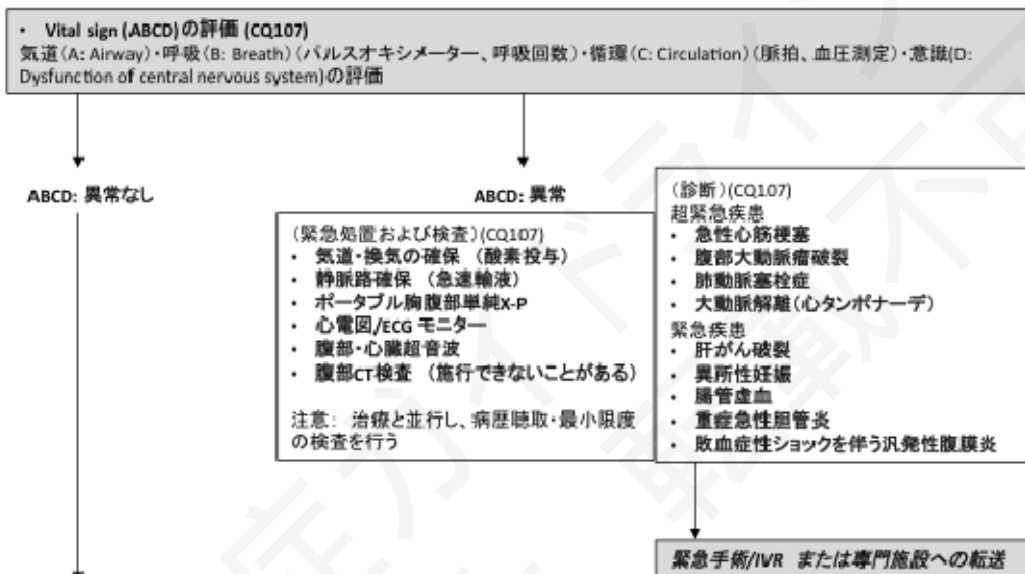 ・ Vital sign (ABCD)の評価 (CQ107)
気道(A: Airway)・呼吸(B: Breath)(パルスオキシメーター、呼吸回数)・循環(C: Circulation)(脈拍、血圧測定)・意識(D:
Dysfunction of central nervous system)の評価
ABCD: 異常なし
ABCD: 異常
(緊急処置および検査)(CQ107)
・ 気道・換気の確保 (酸素投与)
・ 静脈路確保 (急速輸液)
・ ポータブル胸腹部単純X-P
・ 心電図/ECG モニター
・ 腹部・心臓超音波
・ 腹部CT検査 (施行できないことがある)
注意: 治療と並行し、病歴聴取・最小限度
の検査を行う
(診断)(CQ107)
超緊急疾患
・ 急性心筋梗塞
・ 腹部大動脈瘤破裂
・ 肺動脈塞栓症
・ 大動脈解離(心タンポナーデ)
緊急疾患
・ 肝がん破裂
・ 異所性妊娠
・ 腸管虚血
・ 重症急性胆管炎
・ 敗血症性ショックを伴う汎発性腹膜炎
緊急手術/IVR または専門施設への転送